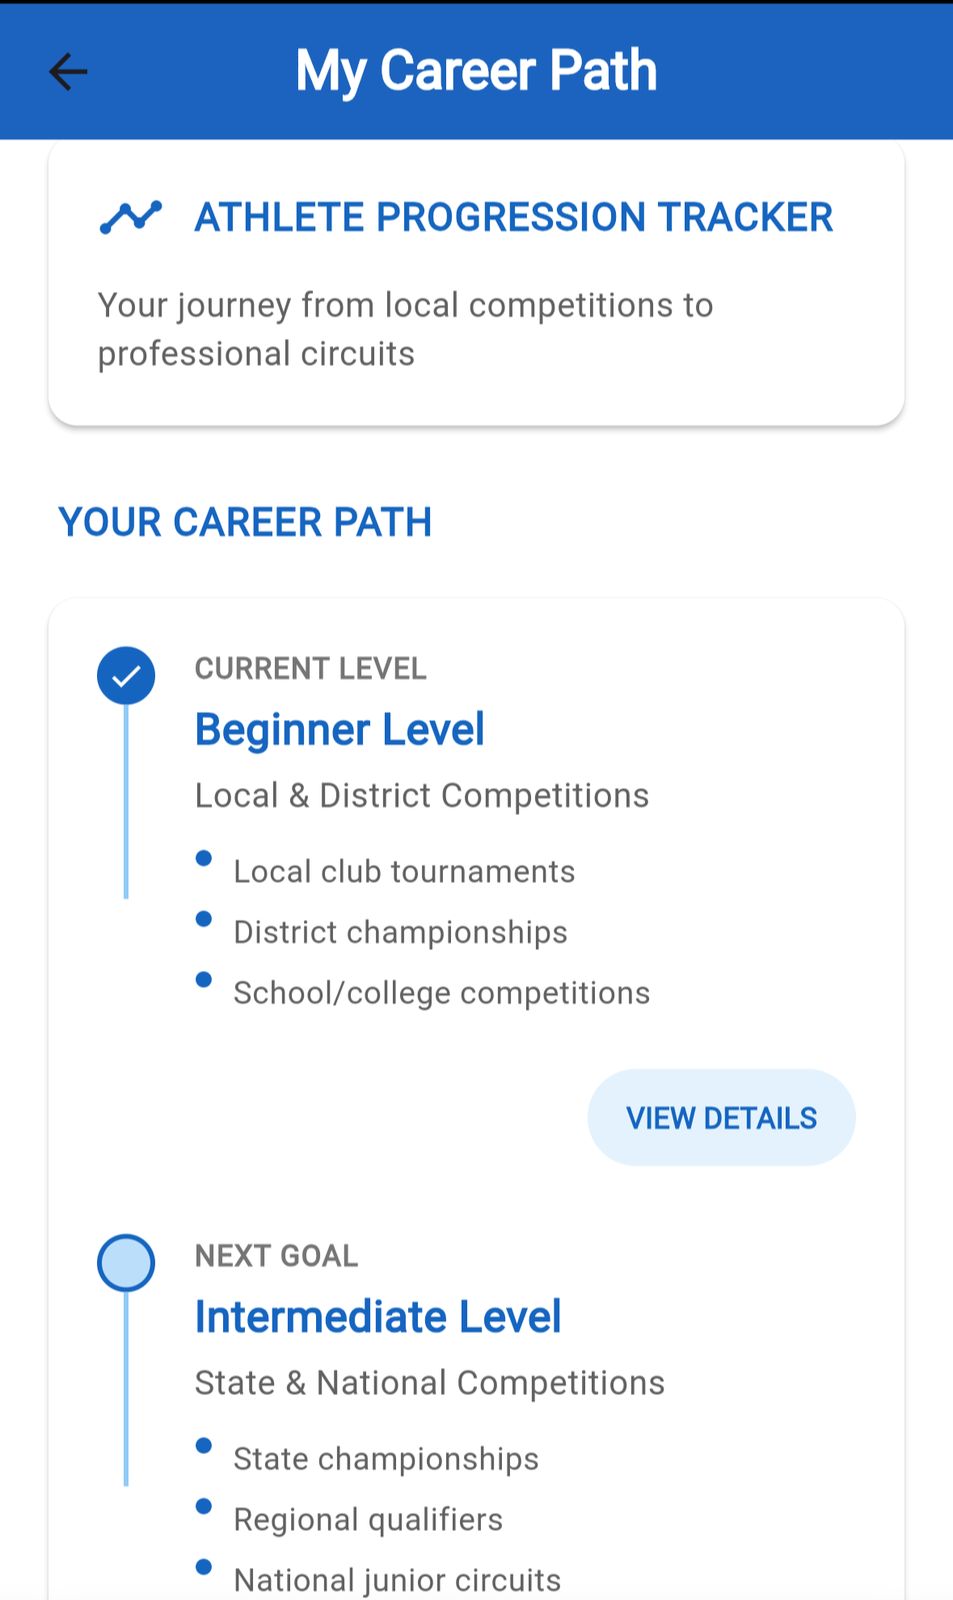 My Career Path
ATHLETE PROGRESSION TRACKER
Your journey from local competitions to
professional circuits
YOUR CAREER PATH
CURRENT LEVEL
Beginner Level
Local & District Competitions
Local club tournaments
District championships
School/college competitions
VIEW DETAILS
NEXT GOAL
Intermediate Level
State & National Competitions
State championships
Regional qualifiers
National junior circuits